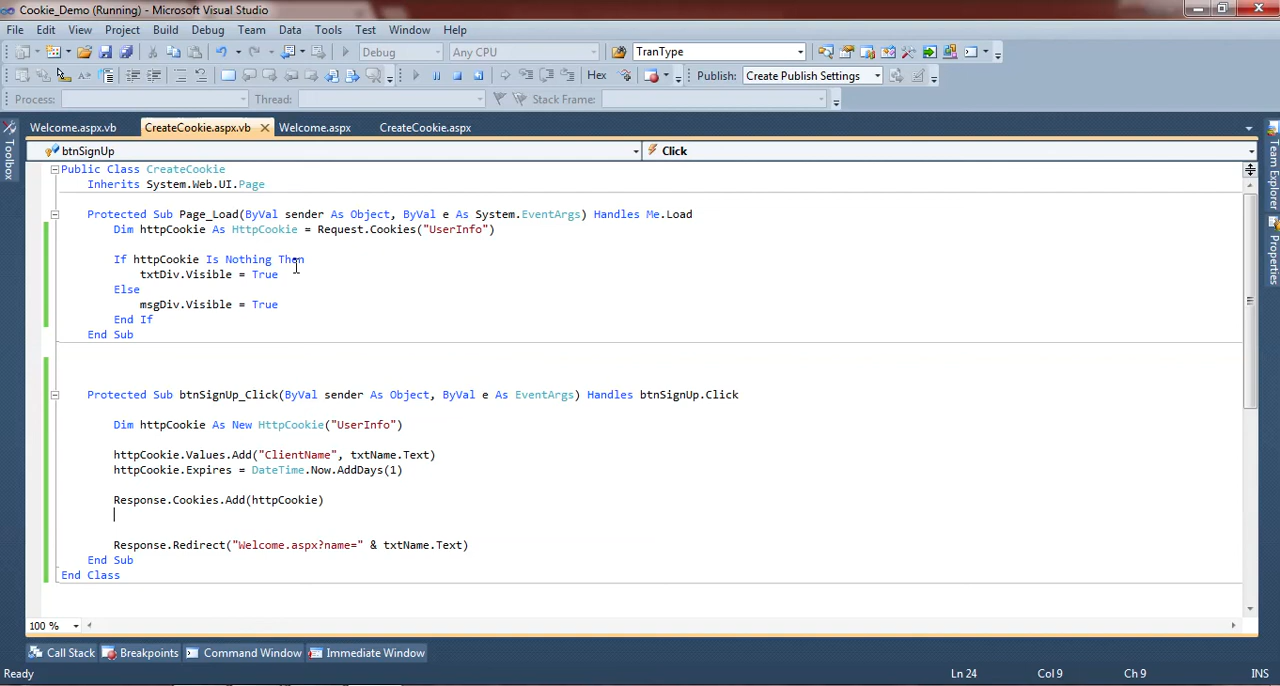 Cookie_Demo (Running) - Microsoft Visual Studio
File Edit View Project Build Debug Team Data Tools Test Window Help
Debug Any CPU TranType
Hex Publish: Create Publish Settings
Process: Thread: Stack Frame:
Welcome.aspx.vb CreateCookie.aspx.vb Welcome.aspx CreateCookie.aspx
btnSignUp Click
Toolbox
Team Explorer
Properties
Public Class CreateCookie
Inherits System.Web.UI.Page
Protected Sub Page_Load(ByVal sender As Object, ByVal e As System.EventArgs) Handles Me.Load
Dim httpCookie As HttpCookie = Request.Cookies("UserInfo")
If httpCookie Is Nothing Then
txtDiv.Visible = True
Else
msgDiv.Visible = True
End If
End Sub
Protected Sub btnSignUp_Click(ByVal sender As Object, ByVal e As EventArgs) Handles btnSignUp.Click
Dim httpCookie As New HttpCookie("UserInfo")
httpCookie.Values.Add("ClientName", txtName.Text)
httpCookie.Expires = DateTime.Now.AddDays(1)
Response.Cookies.Add(httpCookie)
Response.Redirect("Welcome.aspx?name=" & txtName.Text)
End Sub
End Class
100 %
Call Stack Breakpoints Command Window Immediate Window
Ready Ln 24 Col 9 Ch 9 INS